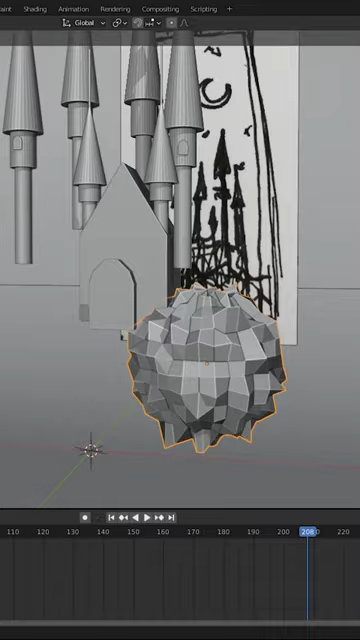 aint Shading Animation Rendering Compositing Scripting +
Global
110 120 130 140 150 160 170 180 190 200 208 220